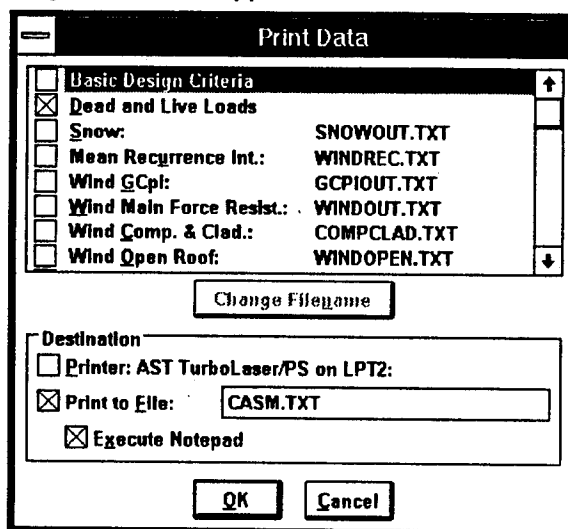 Print Data
Basic Design Criteria
Dead and Live Loads
Snow: SNOWOUT.TXT
Mean Recurrence Int.: WINDREC.TXT
Wind GCpi: GCPIOUT.TXT
Wind Main Force Resist.: WINDOUT.TXT
Wind Comp. & Clad.: COMPCLAD.TXT
Wind Open Roof: WINDOPEN.TXT
Change Filename
Destination
Printer: AST TurboLaser/PS on LPT2:
Print to File: CASM.TXT
Execute Notepad
OK Cancel